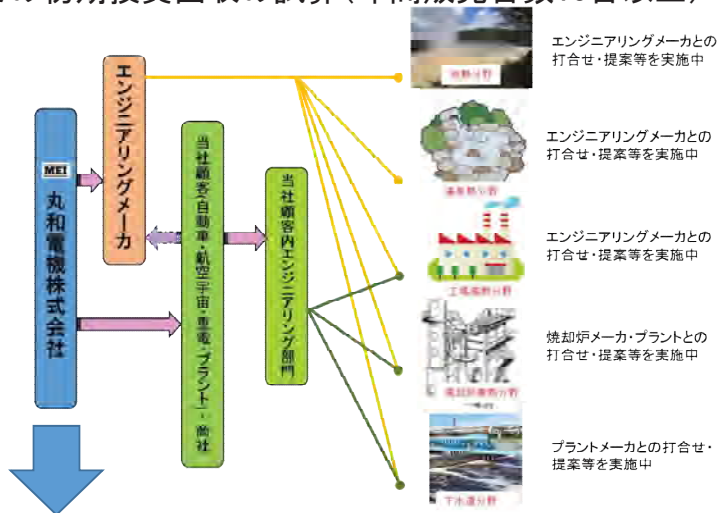 エンジニアリングメーカ
MEI
丸和電機株式会社
当社顧客(自動車・航空宇宙・重電・プラント)・商社
当社顧客内エンジニアリング部門
エンジニアリングメーカとの
打合せ・提案等を実施中
エンジニアリングメーカとの
打合せ・提案等を実施中
工場廃熱分野
エンジニアリングメーカとの
打合せ・提案等を実施中
焼却炉メーカ・プラントとの
打合せ・提案等を実施中
下水道分野
プラントメーカとの打合せ・
提案等を実施中